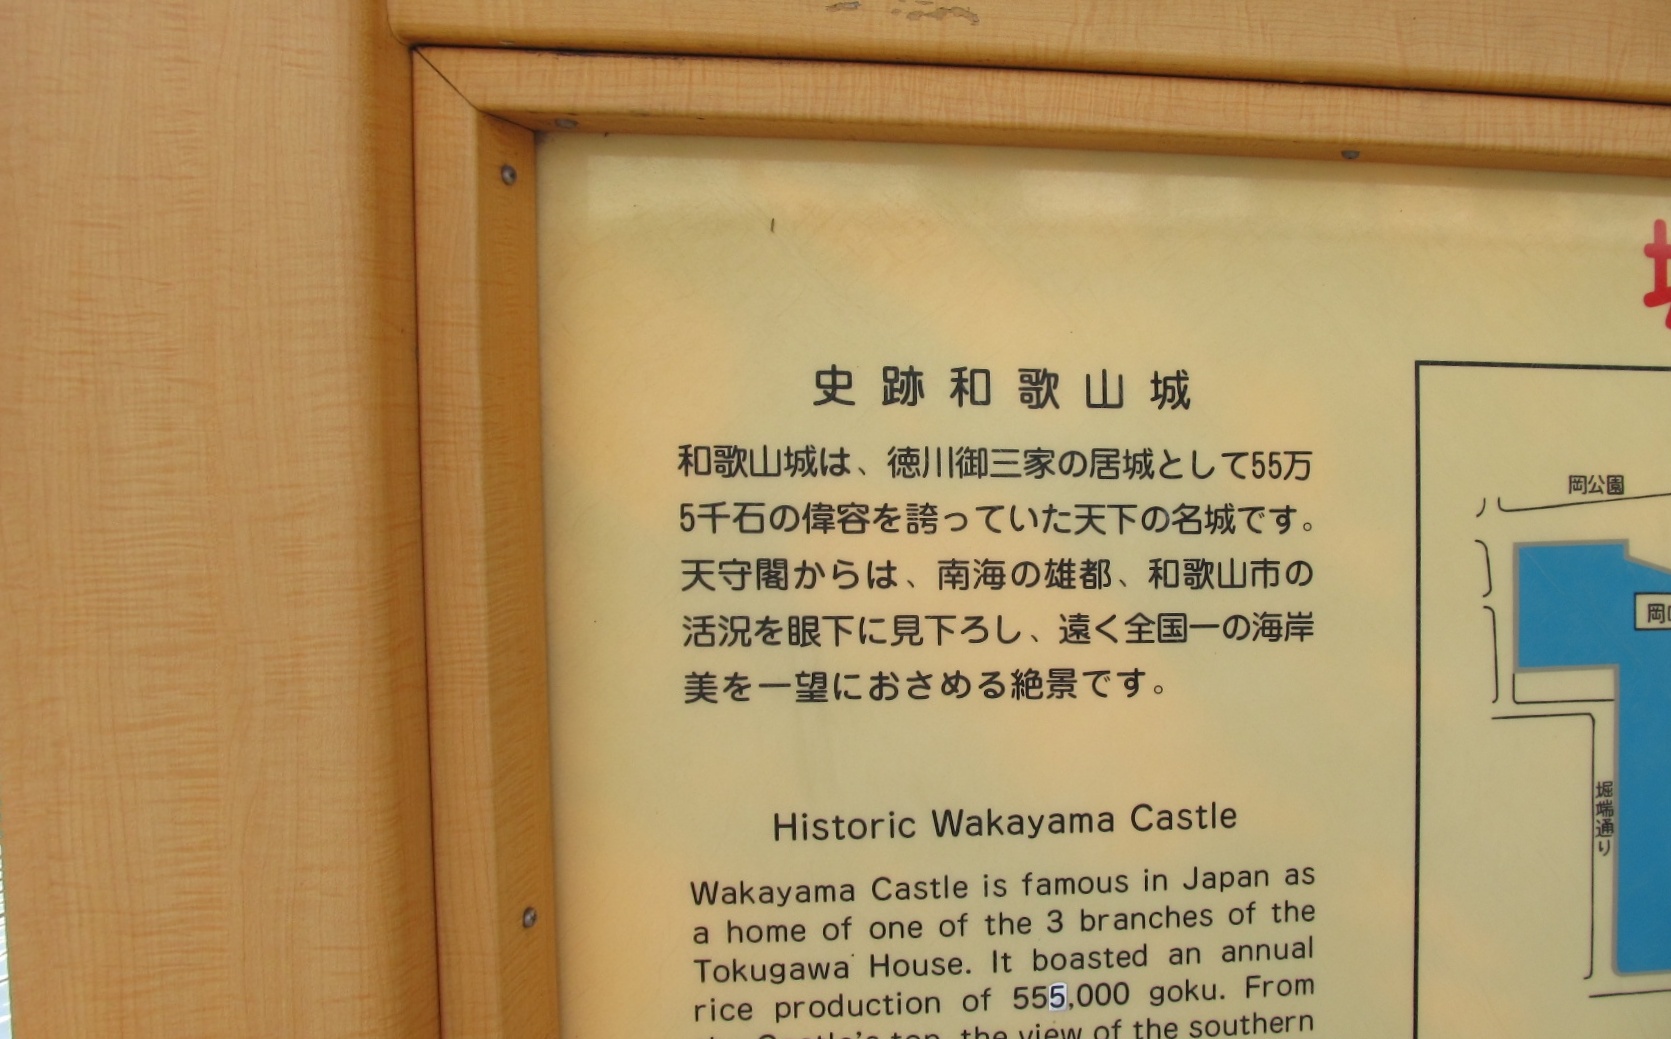 史跡和歌山城
和歌山城は、徳川御三家の居城として55万
5千石の偉容を誇っていた天下の名城です。
天守閣からは、南海の雄都、和歌山市の
活況を眼下に見下ろし、遠く全国一の海岸
美を一望におさめる絶景です。
Historic Wakayama Castle
Wakayama Castle is famous in Japan as
a home of one of the 3 branches of the
Tokugawa House. It boasted an annual
rice production of 555,000 goku. From
the Castle's top, the view of the southern
岡公園
堀端通り